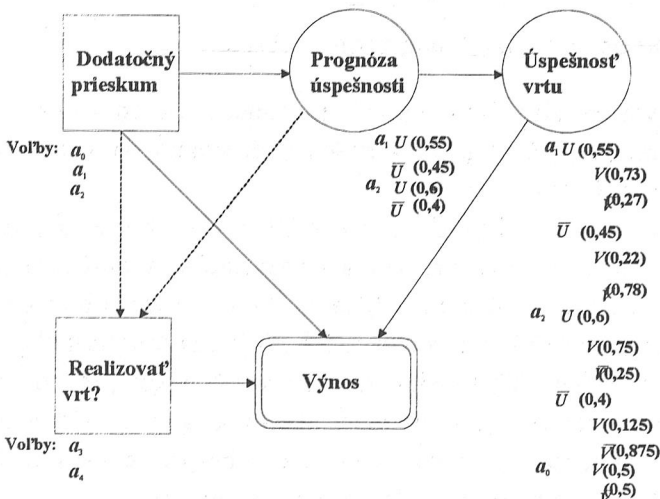 Dodatočný
prieskum
Prognóza
úspešnosti
Úspešnosť
vrtu
Voľby: a₀
a₁
a₂
a₁ U (0,55)
U̅ (0,45)
a₂ U (0,6)
U̅ (0,4)
a₁ U (0,55)
V(0,73)
(0,27)
U̅ (0,45)
V(0,22)
(0,78)
a₂ U (0,6)
V(0,75)
V̅(0,25)
U̅ (0,4)
V(0,125)
V̅(0,875)
a₀ V(0,5)
(0,5)
Realizovať
vrt?
Výnos
Voľby: a₃
a₄